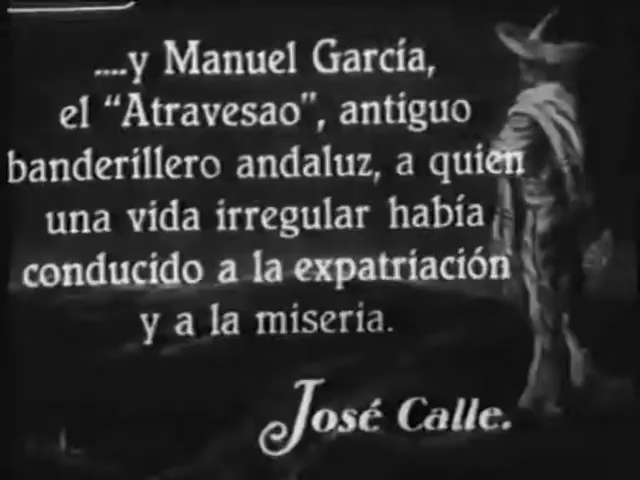 ....y Manuel García,
el "Atravesao", antiguo
banderillero andaluz, a quien
una vida irregular había
conducido a la expatriación
y a la miseria.
José Calle.